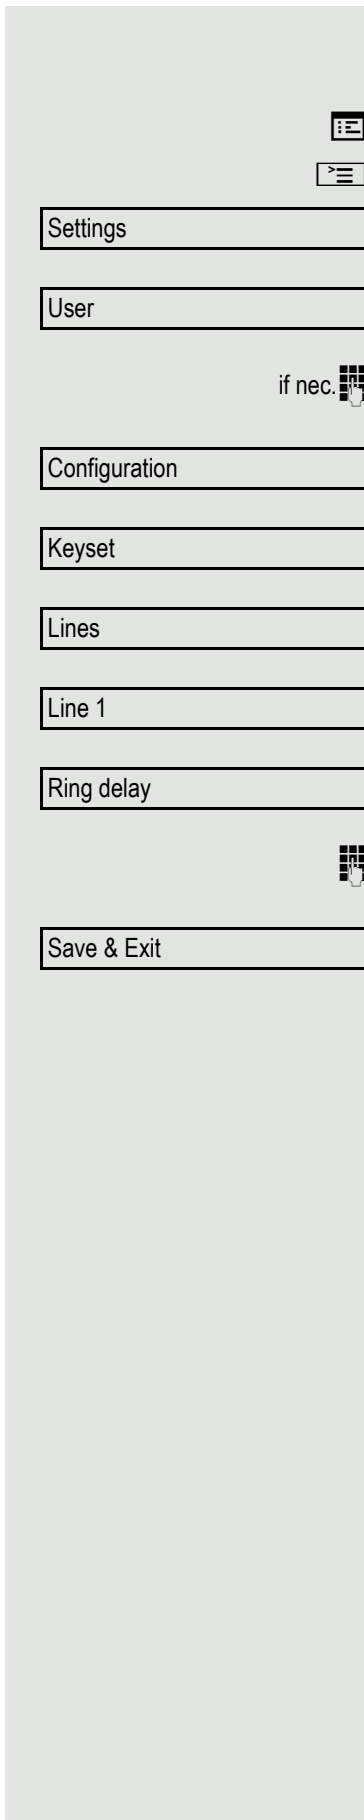 Settings
User
if nec.
Configuration
Keyset
Lines
Line 1
Ring delay
Save & Exit